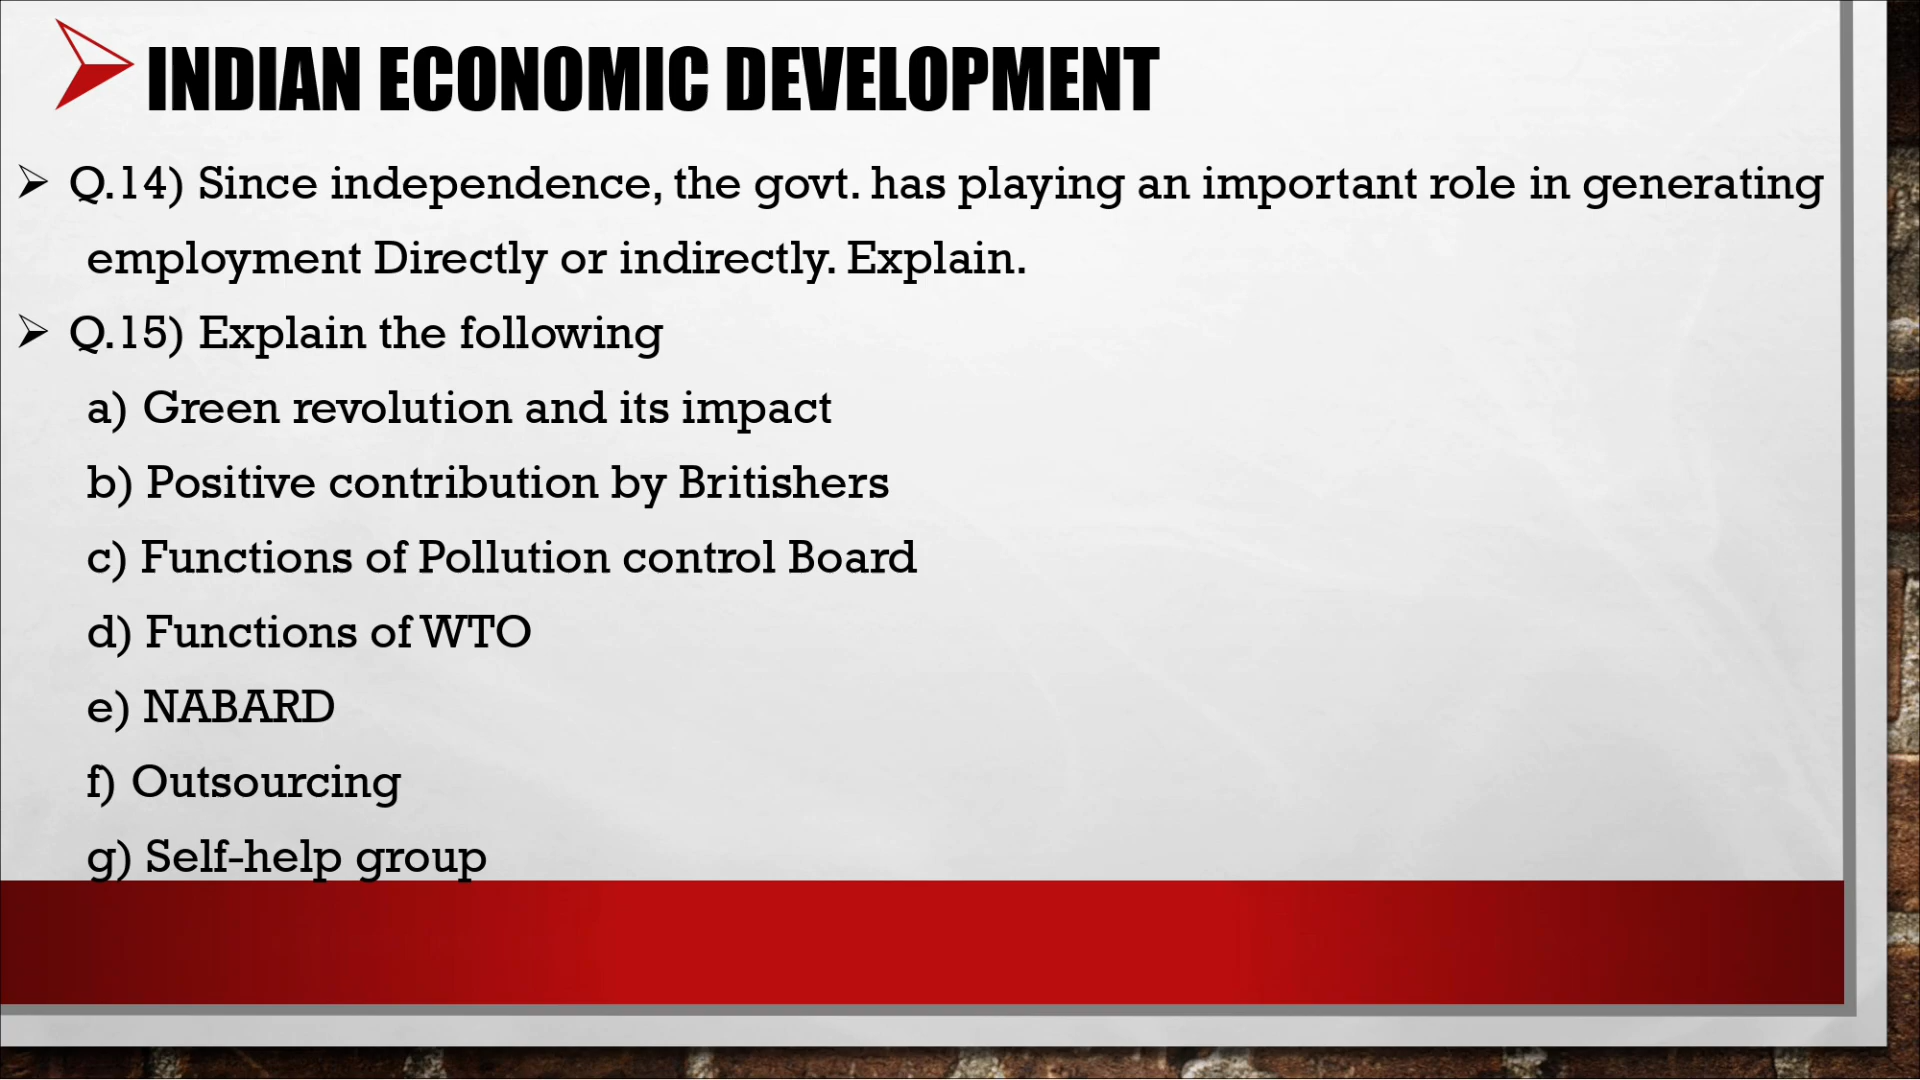 INDIAN ECONOMIC DEVELOPMENT
Q.14) Since independence, the govt. has playing an important role in generating
employment Directly or indirectly. Explain.
Q.15) Explain the following
a) Green revolution and its impact
b) Positive contribution by Britishers
c) Functions of Pollution control Board
d) Functions of WTO
e) NABARD
f) Outsourcing
g) Self-help group